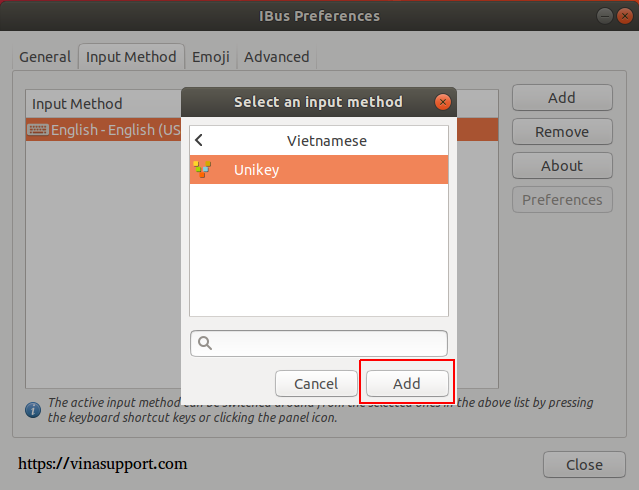 IBus Preferences
General Input Method Emoji Advanced
Input Method
English - English (US
Add
Remove
About
Preferences
Select an input method
Vietnamese
Unikey
Cancel Add
The active input method can be switched around from the selected ones in the above list by pressing
the keyboard shortcut keys or clicking the panel icon.
https://vinasupport.com
Close